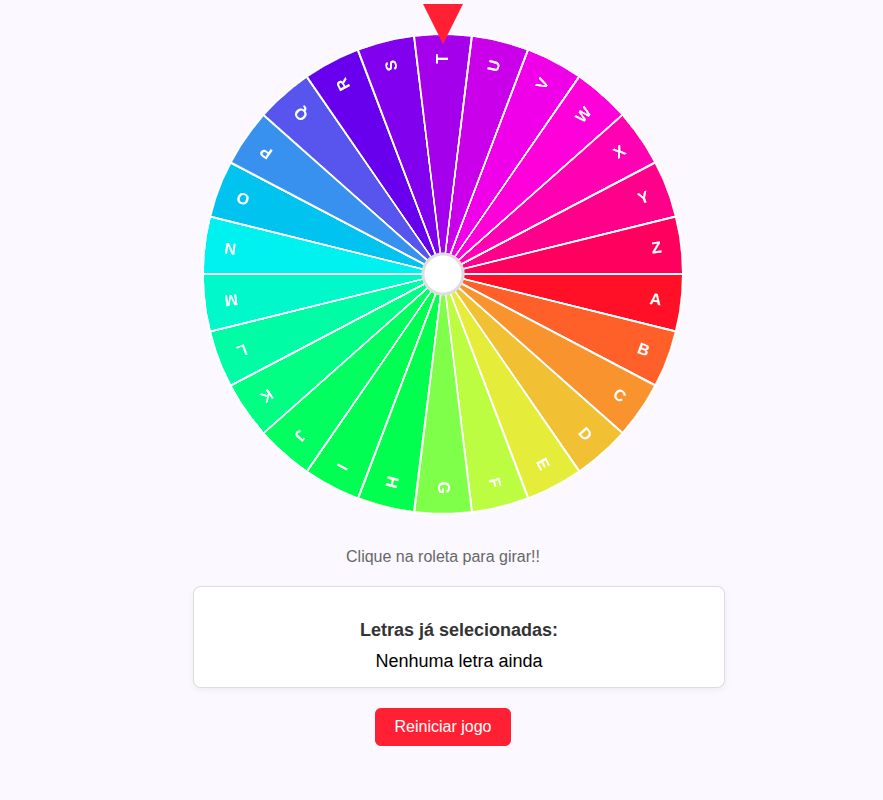 A
B
C
D
E
F
G
H
I
J
K
L
M
N
O
P
Q
R
S
T
U
V
W
X
Y
Z
Clique na roleta para girar!!
Letras já selecionadas:
Nenhuma letra ainda
Reiniciar jogo